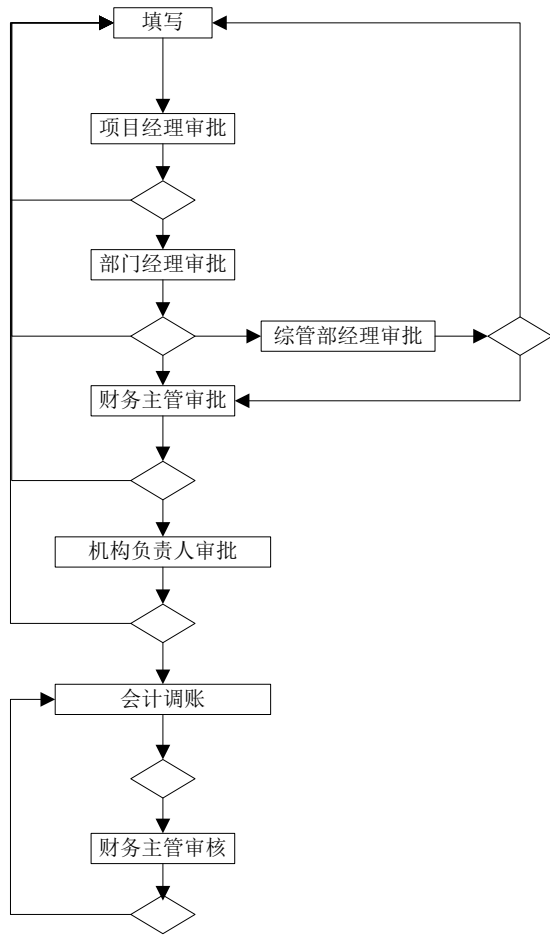 填写
项目经理审批
部门经理审批
综管部经理审批
财务主管审批
机构负责人审批
会计调账
财务主管审核